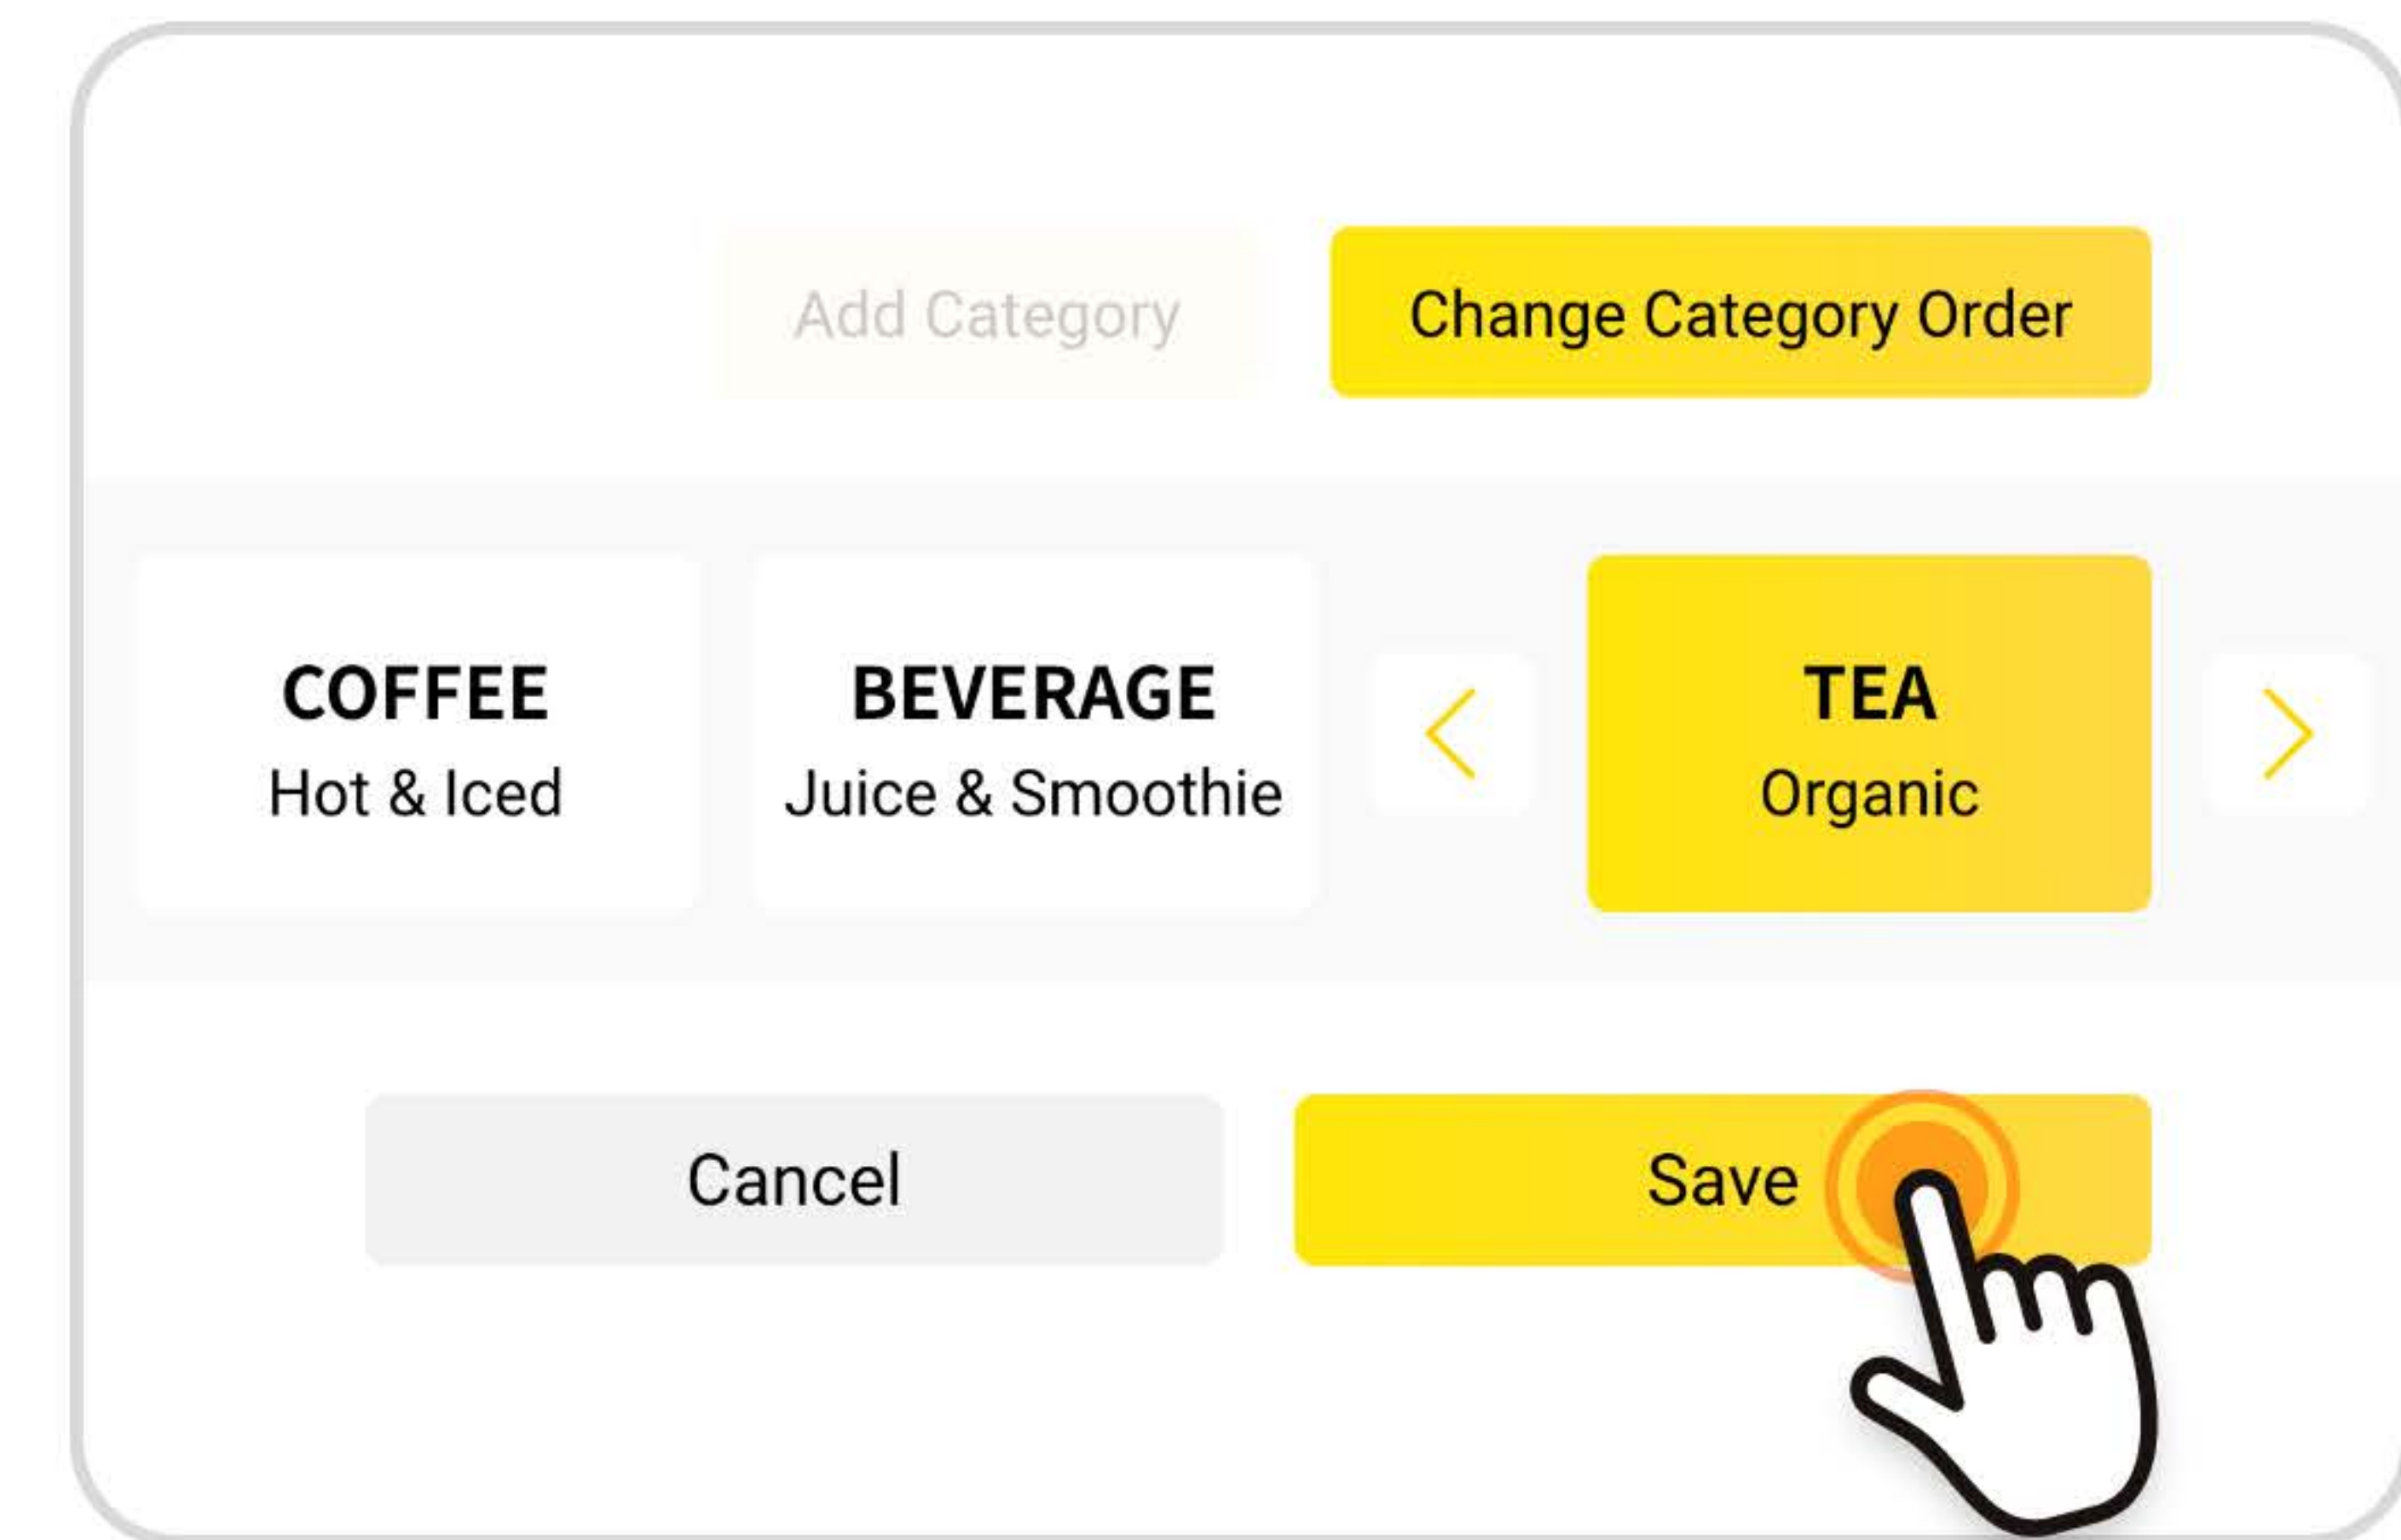 Add Category
Change Category Order
COFFEE
Hot & Iced
BEVERAGE
Juice & Smoothie
TEA
Organic
Cancel
Save